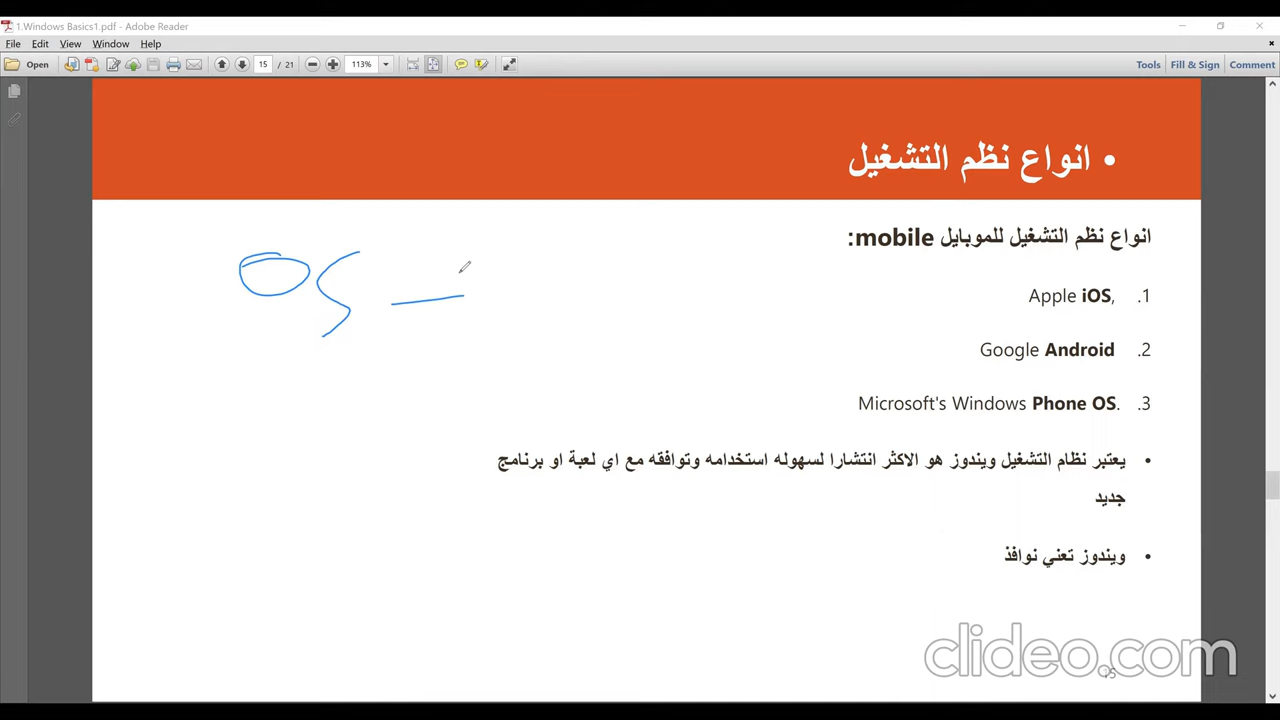 1.Windows Basics1.pdf - Adobe Reader
File Edit View Window Help
Open 15 / 21 113% Tools Fill & Sign Comment
• انواع نظم التشغيل
انواع نظم التشغيل للموبايل mobile:
OS —
.1 Apple iOS,
.2 Google Android
.3 Microsoft's Windows Phone OS.
• يعتبر نظام التشغيل ويندوز هو الاكثر انتشارا لسهوله استخدامه وتوافقه مع اي لعبة او برنامج
جديد
• ويندوز تعني نوافذ
clideo.com
15